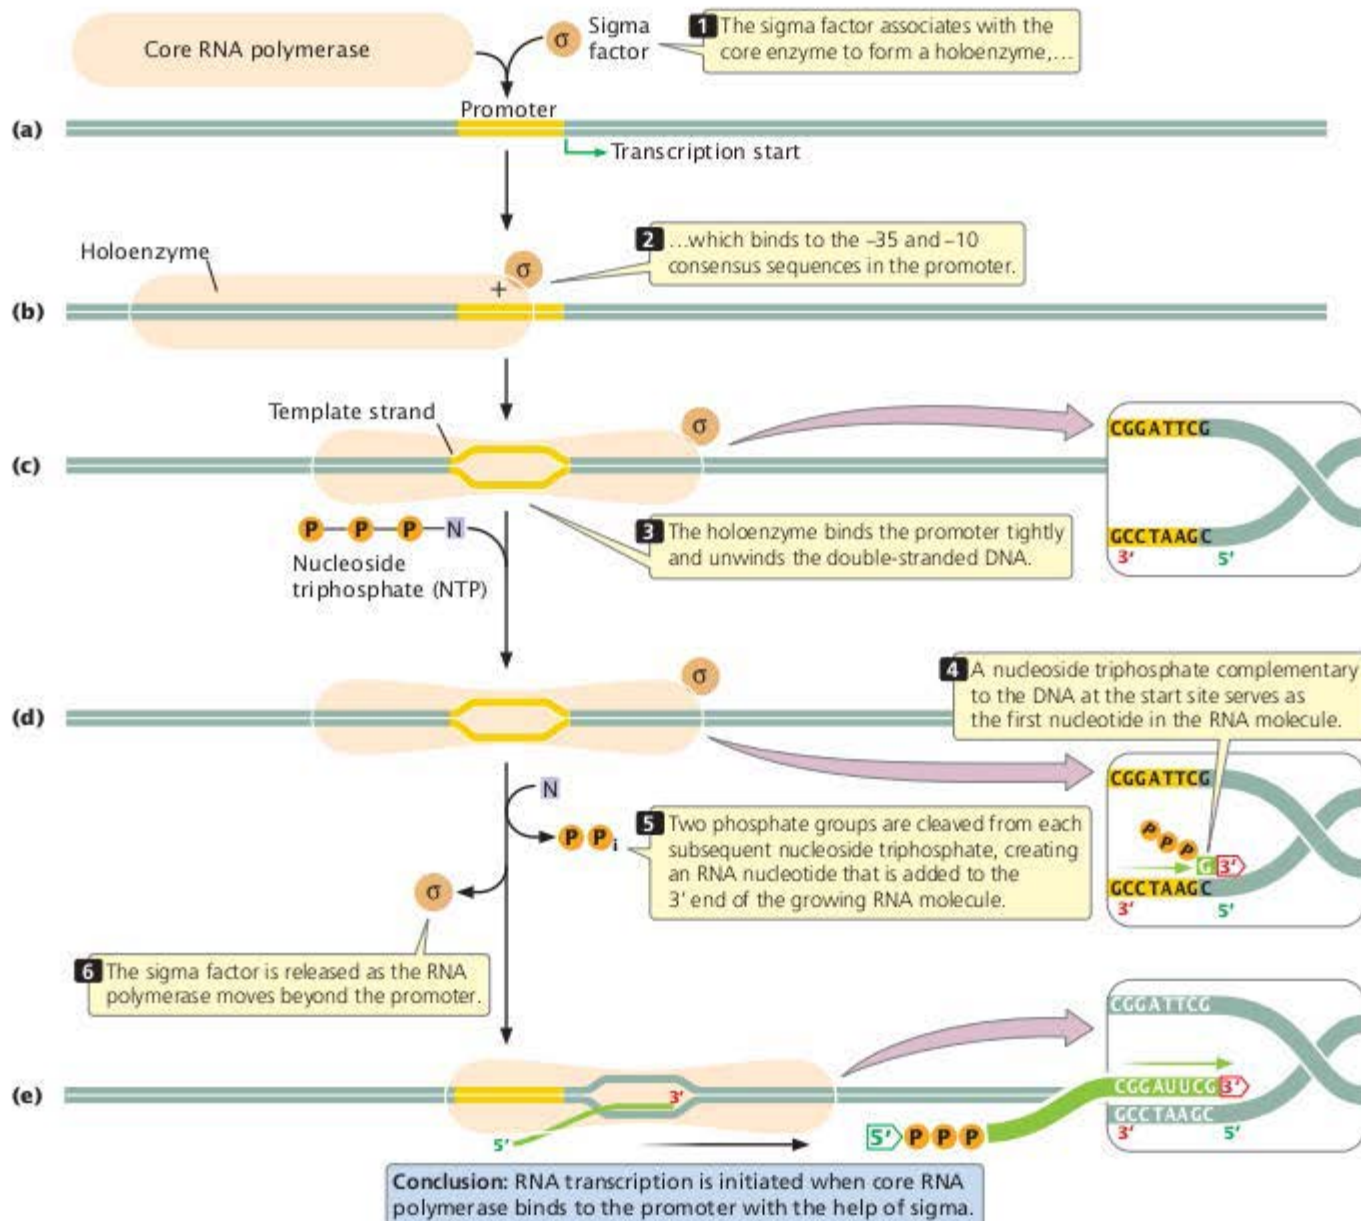 Core RNA polymerase
σ
Sigma
factor
1 The sigma factor associates with the
core enzyme to form a holoenzyme,...
Promoter
(a)
Transcription start
Holoenzyme
σ
+
2 ...which binds to the –35 and –10
consensus sequences in the promoter.
(b)
Template strand
σ
CGGATTCG
(c)
GCCTAAGC
3′ 5′
P P P N
Nucleoside
triphosphate (NTP)
3 The holoenzyme binds the promoter tightly
and unwinds the double-stranded DNA.
σ
4 A nucleoside triphosphate complementary
to the DNA at the start site serves as
the first nucleotide in the RNA molecule.
(d)
CGGATTCG
P P P
G 3′
GCCTAAGC
3′ 5′
N
P P i
5 Two phosphate groups are cleaved from each
subsequent nucleoside triphosphate, creating
an RNA nucleotide that is added to the
3′ end of the growing RNA molecule.
σ
6 The sigma factor is released as the RNA
polymerase moves beyond the promoter.
CGGATTCG
(e)
3′
5′
CGGAUUCG 3′
GCCTAAGC
3′ 5′
5′ P P P
Conclusion: RNA transcription is initiated when core RNA
polymerase binds to the promoter with the help of sigma.